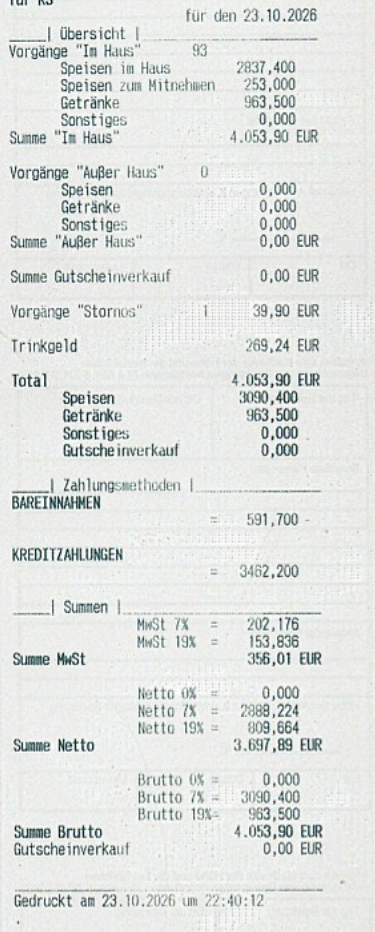 für KS
für den 23.10.2026
| Übersicht |
Vorgänge "Im Haus" 93
Speisen im Haus 2837,400
Speisen zum Mitnehmen 253,000
Getränke 963,500
Sonstiges 0,000
Summe "Im Haus" 4.053,90 EUR
Vorgänge "Außer Haus" 0
Speisen 0,000
Getränke 0,000
Sonstiges 0,000
Summe "Außer Haus" 0,00 EUR
Summe Gutscheinverkauf 0,00 EUR
Vorgänge "Stornos" 1 39,90 EUR
Trinkgeld 269,24 EUR
Total 4.053,90 EUR
Speisen 3090,400
Getränke 963,500
Sonstiges 0,000
Gutscheinverkauf 0,000
| Zahlungsmethoden |
BAREINNAHMEN
= 591,700 -
KREDITZAHLUNGEN
= 3462,200
| Summen |
MwSt 7% = 202,176
MwSt 19% = 153,836
Summe MwSt 356,01 EUR
Netto 0% = 0,000
Netto 7% = 2888,224
Netto 19% = 809,664
Summe Netto 3.697,89 EUR
Brutto 0% = 0,000
Brutto 7% = 3090,400
Brutto 19%= 963,500
Summe Brutto 4.053,90 EUR
Gutscheinverkauf 0,00 EUR
Gedruckt am 23.10.2026 um 22:40:12